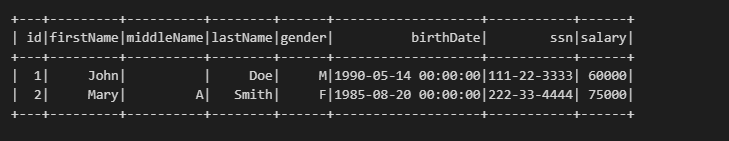 +---+---------+----------+--------+------+-------------------+-----------+------+
| id|firstName|middleName|lastName|gender|          birthDate|        ssn|salary|
+---+---------+----------+--------+------+-------------------+-----------+------+
|  1|     John|          |     Doe|     M|1990-05-14 00:00:00|111-22-3333| 60000|
|  2|     Mary|         A|   Smith|     F|1985-08-20 00:00:00|222-33-4444| 75000|
+---+---------+----------+--------+------+-------------------+-----------+------+